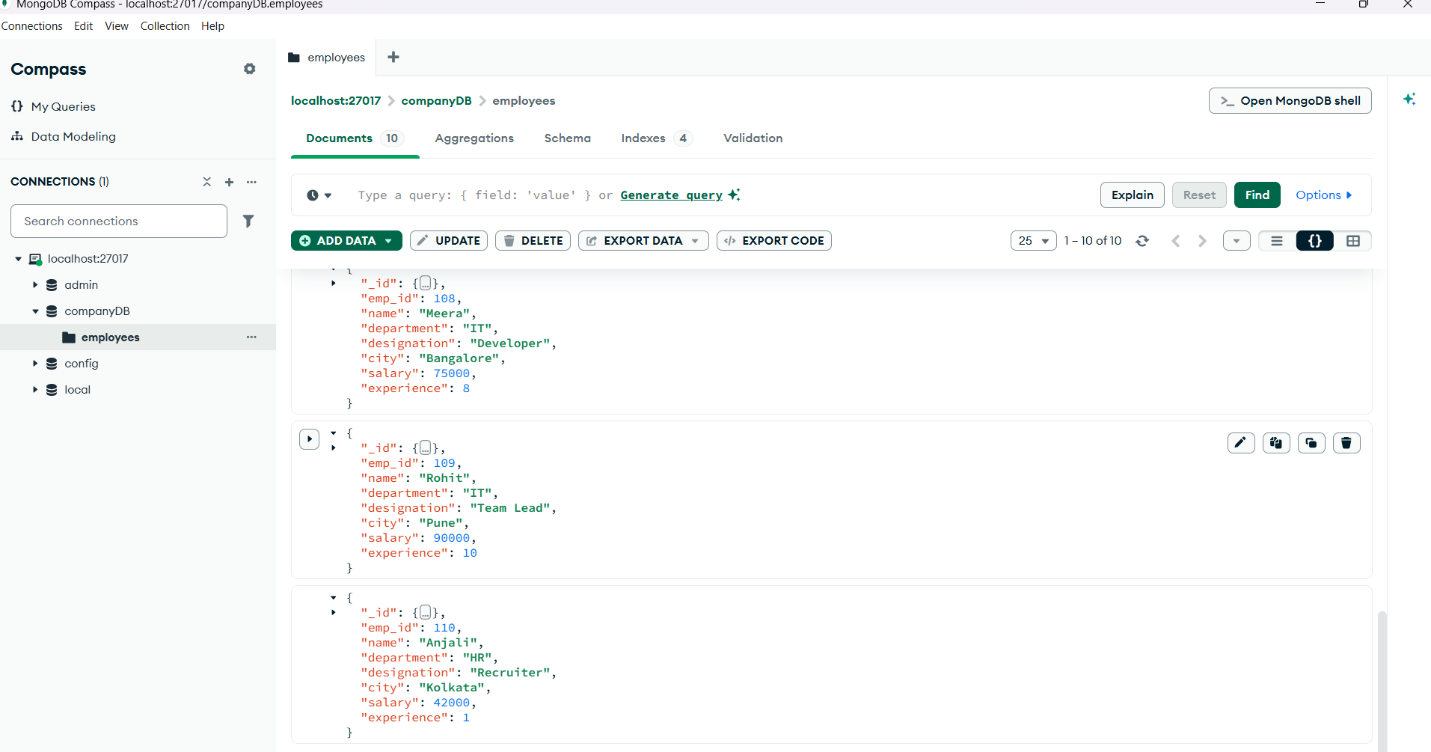 MongoDB Compass - localhost:27017/companyDB.employees
Connections Edit View Collection Help
Compass
My Queries
Data Modeling
CONNECTIONS (1)
Search connections
localhost:27017
admin
companyDB
employees
config
local
employees
localhost:27017 > companyDB > employees
>_ Open MongoDB shell
Documents 10 Aggregations Schema Indexes 4 Validation
Type a query: { field: 'value' } or Generate query
Explain Reset Find Options
ADD DATA UPDATE DELETE EXPORT DATA </> EXPORT CODE
25 1 – 10 of 10 {}
{
"_id": {…},
"emp_id": 108,
"name": "Meera",
"department": "IT",
"designation": "Developer",
"city": "Bangalore",
"salary": 75000,
"experience": 8
}
{
"_id": {…},
"emp_id": 109,
"name": "Rohit",
"department": "IT",
"designation": "Team Lead",
"city": "Pune",
"salary": 90000,
"experience": 10
}
{
"_id": {…},
"emp_id": 110,
"name": "Anjali",
"department": "HR",
"designation": "Recruiter",
"city": "Kolkata",
"salary": 42000,
"experience": 1
}